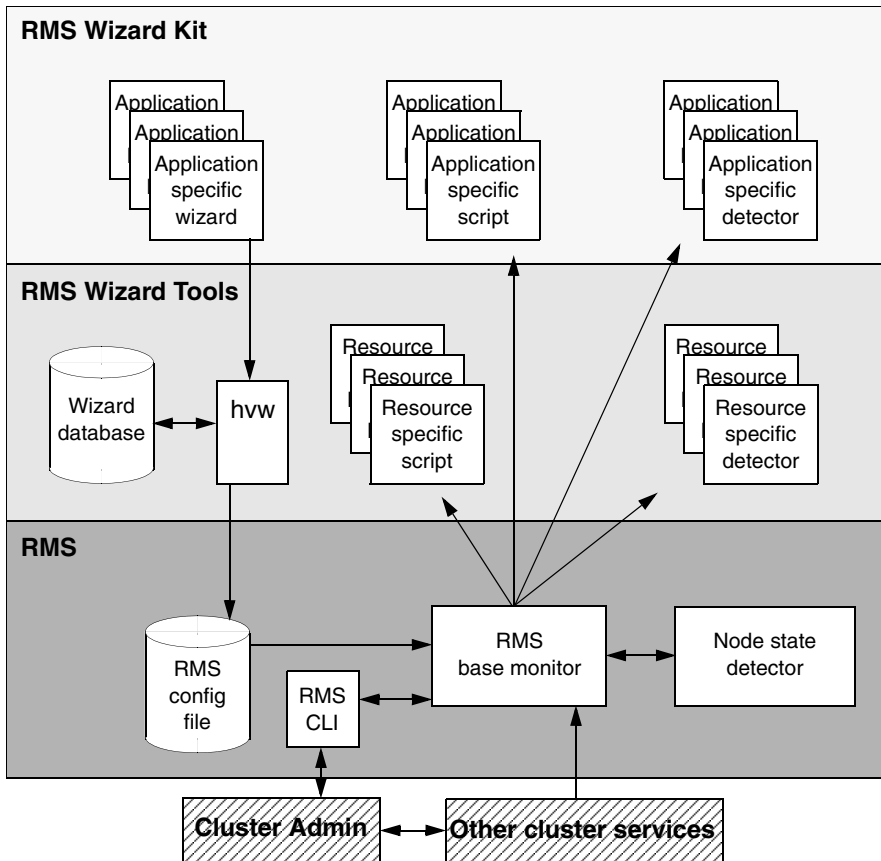 RMS Wizard Kit
Application
Application
Application
specific
wizard
Application
Application
Application
specific
script
Application
Application
Application
specific
detector
RMS Wizard Tools
Wizard
database
hvw
Resource
Resource
Resource
specific
script
Resource
Resource
Resource
specific
detector
RMS
RMS
config
file
RMS
CLI
RMS
base monitor
Node state
detector
Cluster Admin
Other cluster services